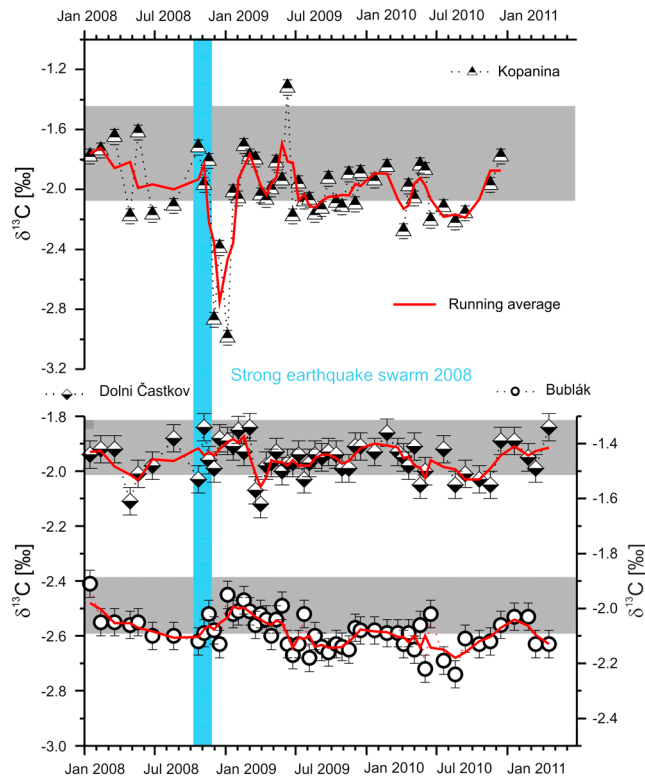 Jan 2008 Jul 2008 Jan 2009 Jul 2009 Jan 2010 Jul 2010 Jan 2011
-1.2
-1.6
-2.0
-2.4
-2.8
-3.2
δ¹³C [‰]
Kopanina
Running average
Strong earthquake swarm 2008
Dolni Častkov
Bublák
-1.8
-2.0
-2.2
-2.4
-2.6
-2.8
-3.0
δ¹³C [‰]
-1.4
-1.6
-1.8
-2.0
-2.2
-2.4
δ¹³C [‰]
Jan 2008 Jul 2008 Jan 2009 Jul 2009 Jan 2010 Jul 2010 Jan 2011